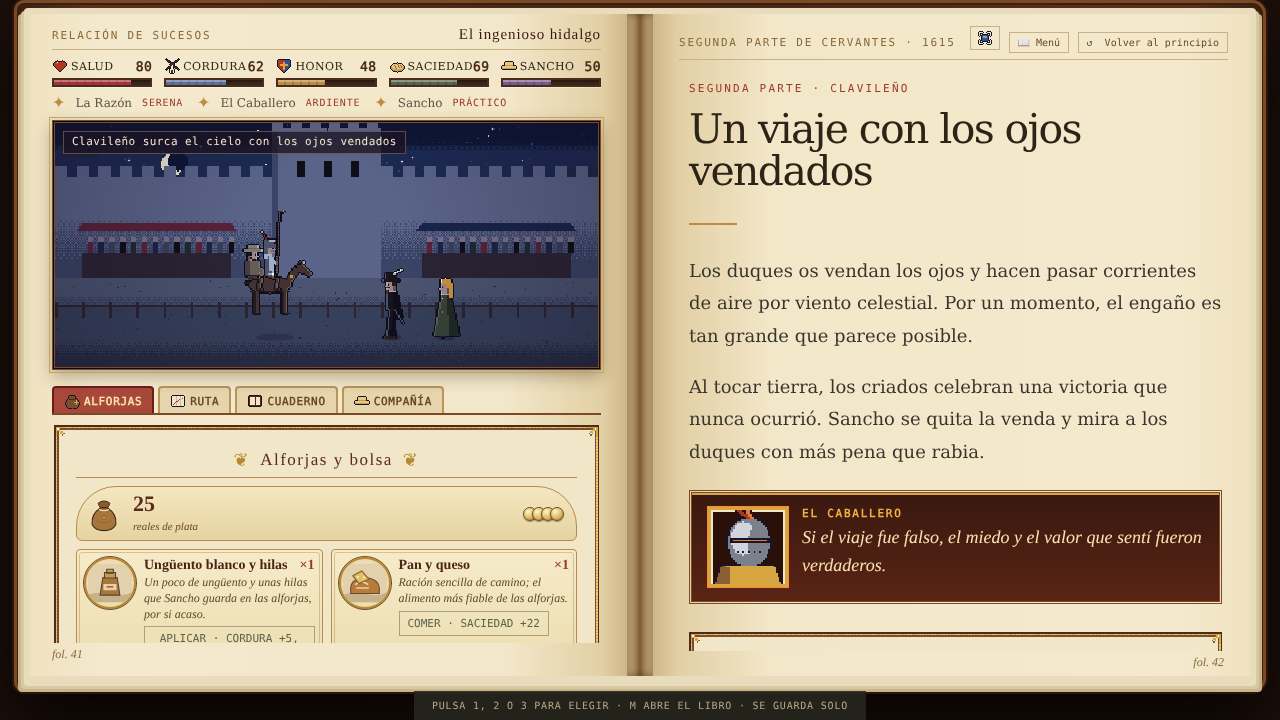 RELACIÓN DE SUCESOS
El ingenioso hidalgo
SALUD 80
CORDURA 62
HONOR 48
SACIEDAD 69
SANCHO 50
La Razón SERENA
El Caballero ARDIENTE
Sancho PRÁCTICO
Clavileño surca el cielo con los ojos vendados
ALFORJAS
RUTA
CUADERNO
COMPAÑÍA
Alforjas y bolsa
25
reales de plata
Ungüento blanco y hilas ×1
Un poco de ungüento y unas hilas
que Sancho guarda en las alforjas,
por si acaso.
APLICAR · CORDURA +5,
Pan y queso ×1
Ración sencilla de camino; el
alimento más fiable de las alforjas.
COMER · SACIEDAD +22
fol. 41
SEGUNDA PARTE DE CERVANTES · 1615
Menú
↺ Volver al principio
SEGUNDA PARTE · CLAVILEÑO
Un viaje con los ojos
vendados
Los duques os vendan los ojos y hacen pasar corrientes
de aire por viento celestial. Por un momento, el engaño es
tan grande que parece posible.
Al tocar tierra, los criados celebran una victoria que
nunca ocurrió. Sancho se quita la venda y mira a los
duques con más pena que rabia.
EL CABALLERO
Si el viaje fue falso, el miedo y el valor que sentí fueron
verdaderos.
fol. 42
PULSA 1, 2 O 3 PARA ELEGIR · M ABRE EL LIBRO · SE GUARDA SOLO